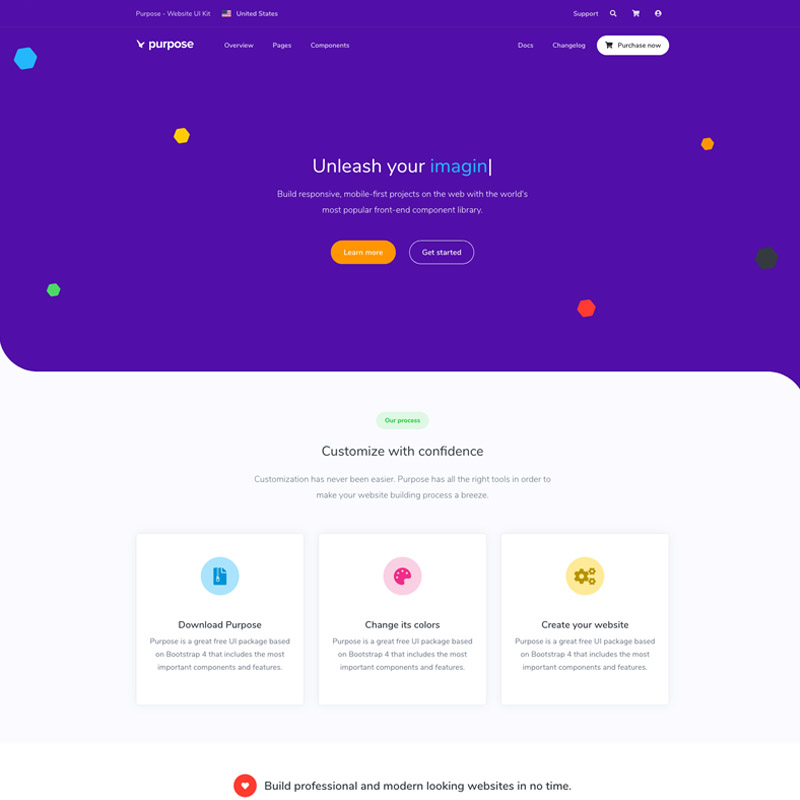 Purpose - Website UI Kit United States Support
purpose Overview Pages Components Docs Changelog Purchase now
Unleash your imagin|
Build responsive, mobile-first projects on the web with the world's
most popular front-end component library.
Learn more Get started
Our process
Customize with confidence
Customization has never been easier. Purpose has all the right tools in order to
make your website building process a breeze.
Download Purpose
Purpose is a great free UI package based
on Bootstrap 4 that includes the most
important components and features.
Change its colors
Purpose is a great free UI package based
on Bootstrap 4 that includes the most
important components and features.
Create your website
Purpose is a great free UI package based
on Bootstrap 4 that includes the most
important components and features.
Build professional and modern looking websites in no time.